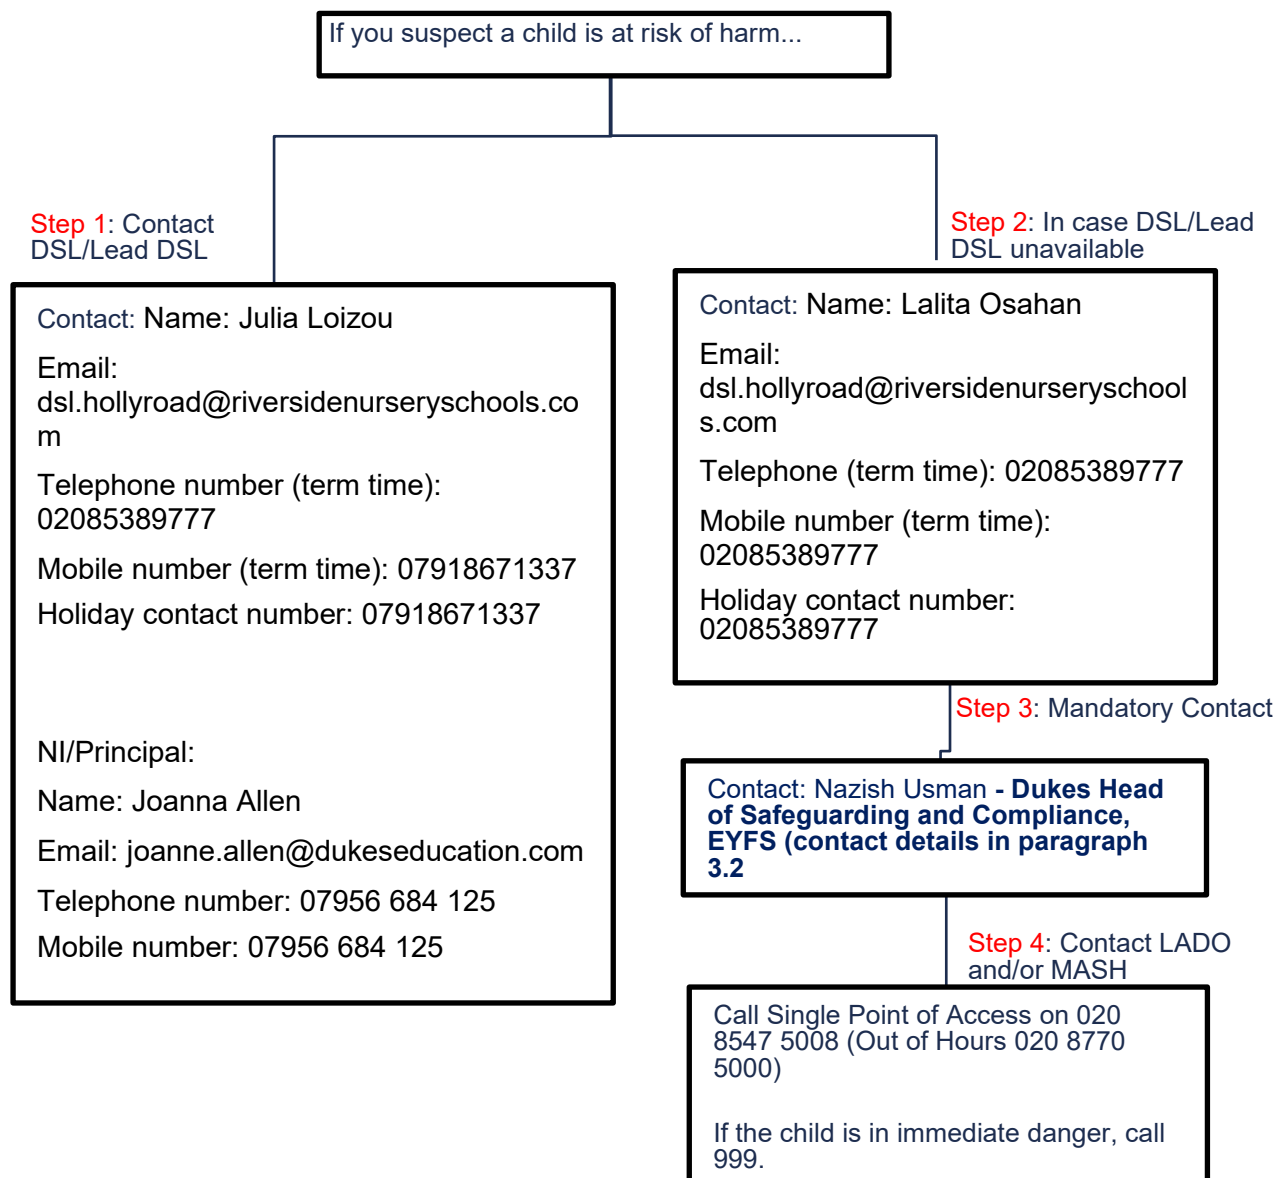 If you suspect a child is at risk of harm...
Step 1: Contact
DSL/Lead DSL
Contact: Name: Julia Loizou
Email:
dsl.hollyroad@riversidenurseryschools.co
m
Telephone number (term time):
02085389777
Mobile number (term time): 07918671337
Holiday contact number: 07918671337
NI/Principal:
Name: Joanna Allen
Email: joanne.allen@dukeseducation.com
Telephone number: 07956 684 125
Mobile number: 07956 684 125
Step 2: In case DSL/Lead
DSL unavailable
Contact: Name: Lalita Osahan
Email:
dsl.hollyroad@riversidenurseryschool
s.com
Telephone (term time): 02085389777
Mobile number (term time):
02085389777
Holiday contact number:
02085389777
Step 3: Mandatory Contact
Contact: Nazish Usman - Dukes Head
of Safeguarding and Compliance,
EYFS (contact details in paragraph
3.2
Step 4: Contact LADO
and/or MASH
Call Single Point of Access on 020
8547 5008 (Out of Hours 020 8770
5000)
If the child is in immediate danger, call
999.